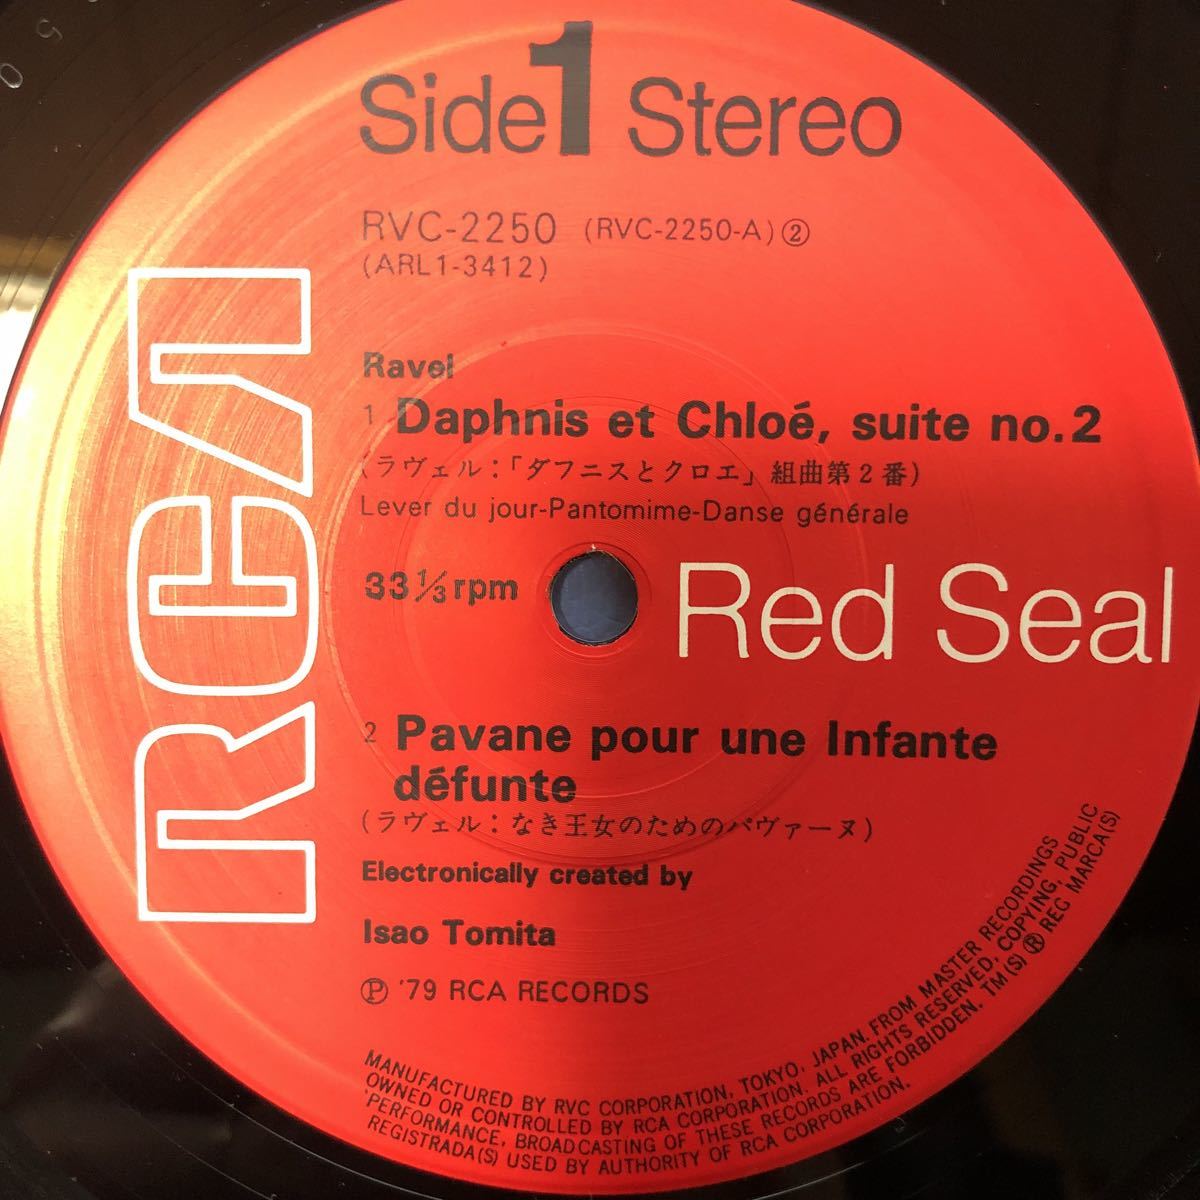 Side 1 Stereo
RVC-2250 (RVC-2250-A) ②
(ARL1-3412)
RCA
Ravel
1 Daphnis et Chloé, suite no. 2
(ラヴェル:「ダフニスとクロエ」組曲第2番)
Lever du jour-Pantomime-Danse générale
33 1/3 rpm
Red Seal
2 Pavane pour une Infante
défunte
(ラヴェル:なき王女のためのパヴァーヌ)
Electronically created by
Isao Tomita
Ⓟ '79 RCA RECORDS
MANUFACTURED BY RVC CORPORATION, TOKYO, JAPAN. FROM MASTER RECORDINGS
OWNED OR CONTROLLED BY RCA CORPORATION. ALL RIGHTS RESERVED, COPYING, PUBLIC
'PERFORMANCE, BROADCASTING OF THESE RECORDS ARE FORBIDDEN. TM(S) ® REG MARCA(S)
REGISTRADA(S) USED BY AUTHORITY OF RCA CORPORATION.